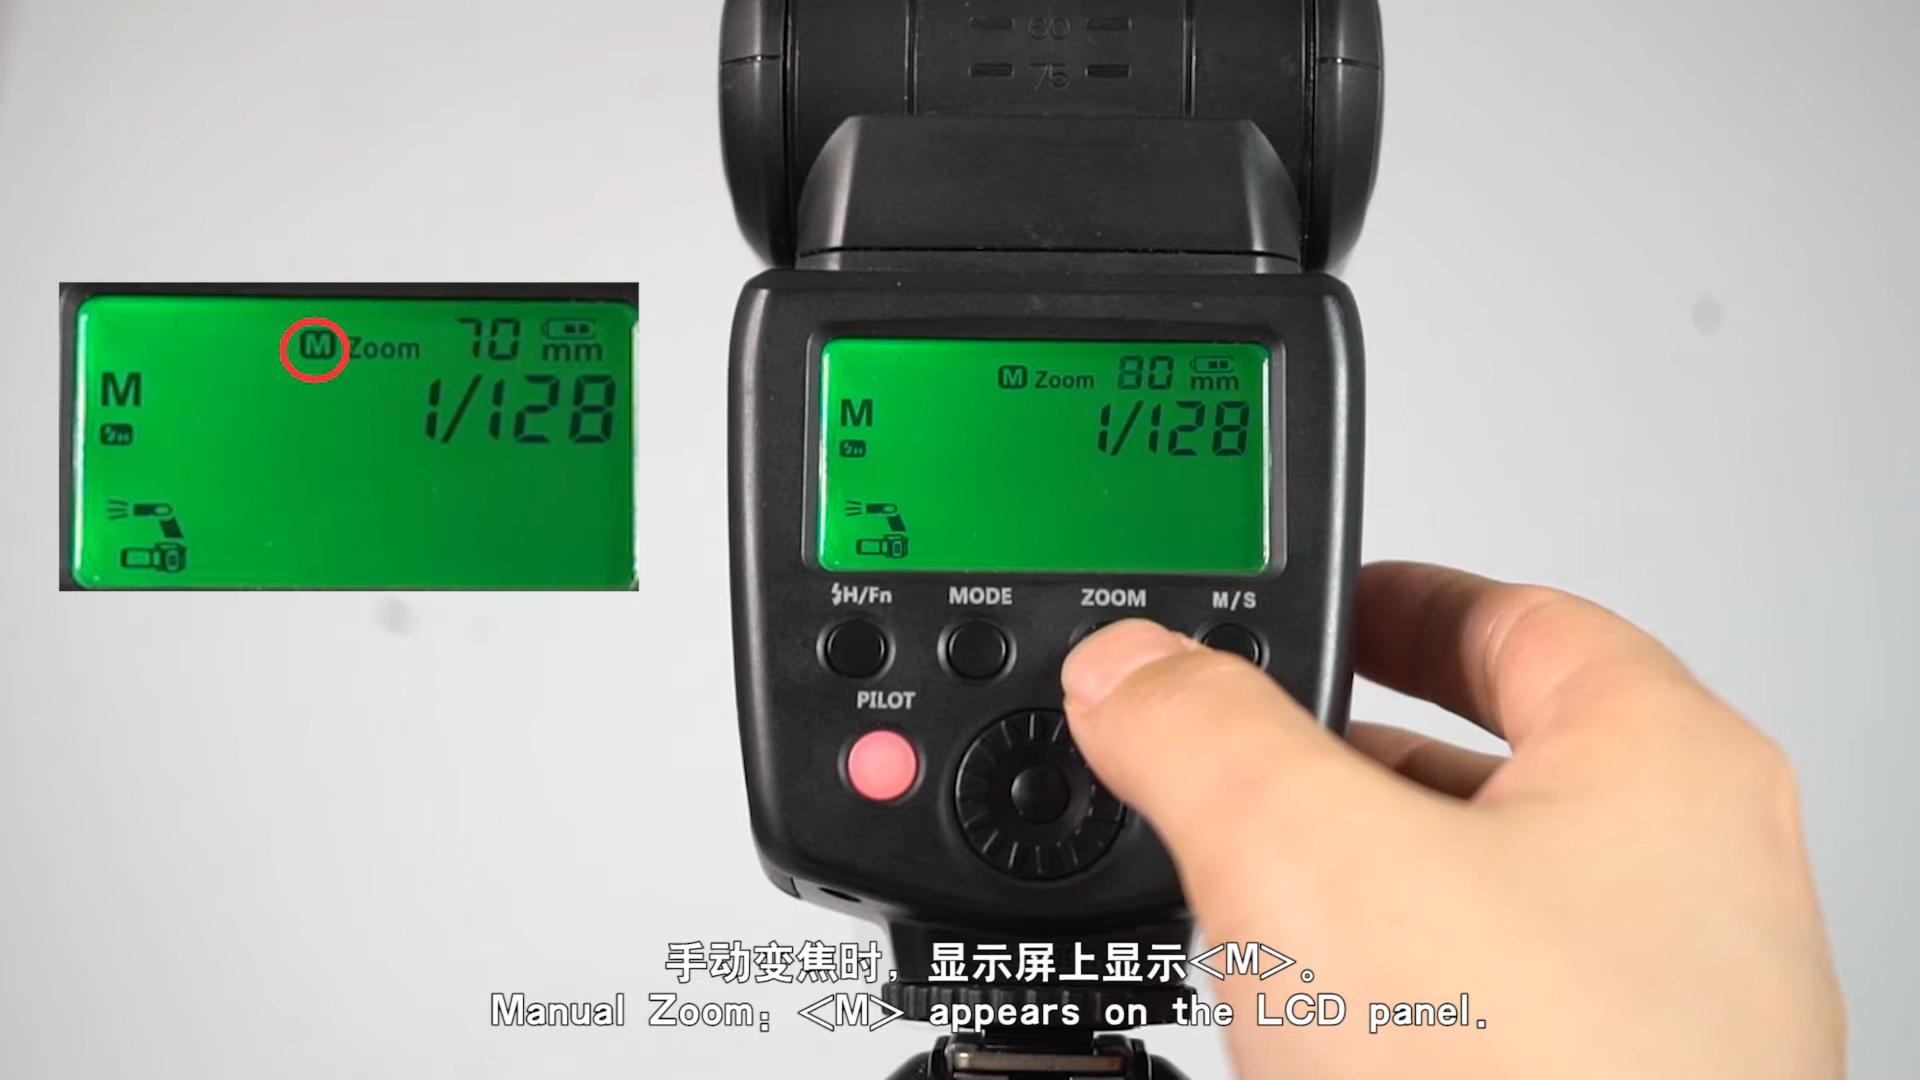 60
75
M Zoom 70 mm
M 1/128
M Zoom 80 mm
M 1/128
H/Fn MODE ZOOM M/S
PILOT
手动变焦时，显示屏上显示<M>。
Manual Zoom: <M> appears on the LCD panel.